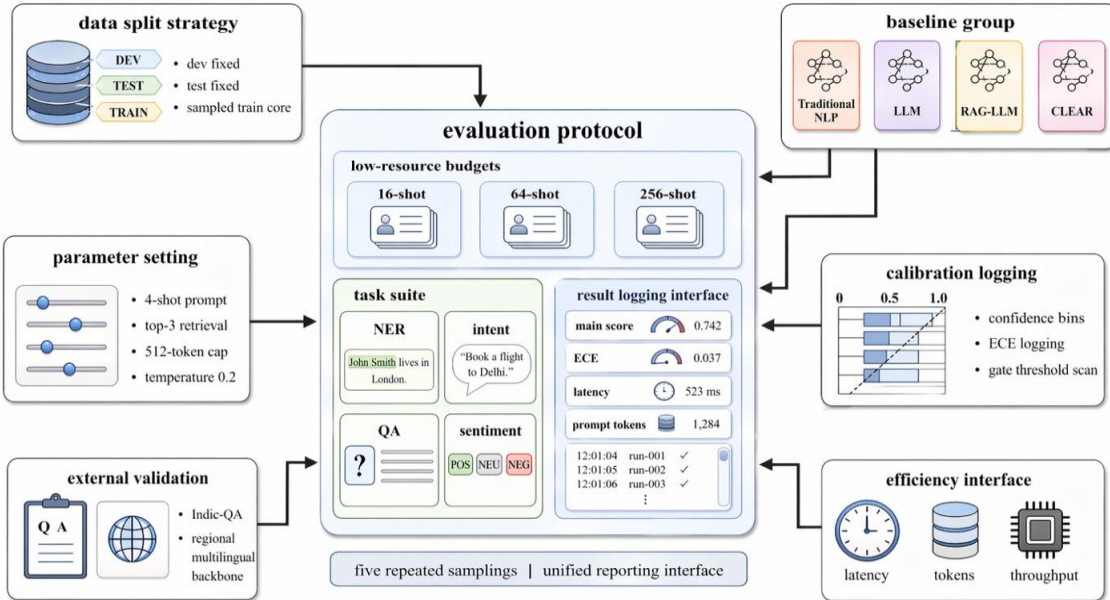 data split strategy
DEV
TEST
TRAIN
• dev fixed
• test fixed
• sampled train core
baseline group
Traditional
NLP
LLM
RAG-LLM
CLEAR
evaluation protocol
low-resource budgets
16-shot
64-shot
256-shot
parameter setting
• 4-shot prompt
• top-3 retrieval
• 512-token cap
• temperature 0.2
task suite
NER
John Smith lives in
London.
intent
“Book a flight
to Delhi.”
QA
?
sentiment
POS NEU NEG
result logging interface
main score 0.742
ECE 0.037
latency 523 ms
prompt tokens 1,284
12:01:04 run-001 ✓
12:01:05 run-002 ✓
12:01:06 run-003 ✓
⋮
calibration logging
0 0.5 1.0
• confidence bins
• ECE logging
• gate threshold scan
external validation
Q A
• Indic-QA
• regional
multilingual
backbone
efficiency interface
latency
tokens
throughput
five repeated samplings | unified reporting interface